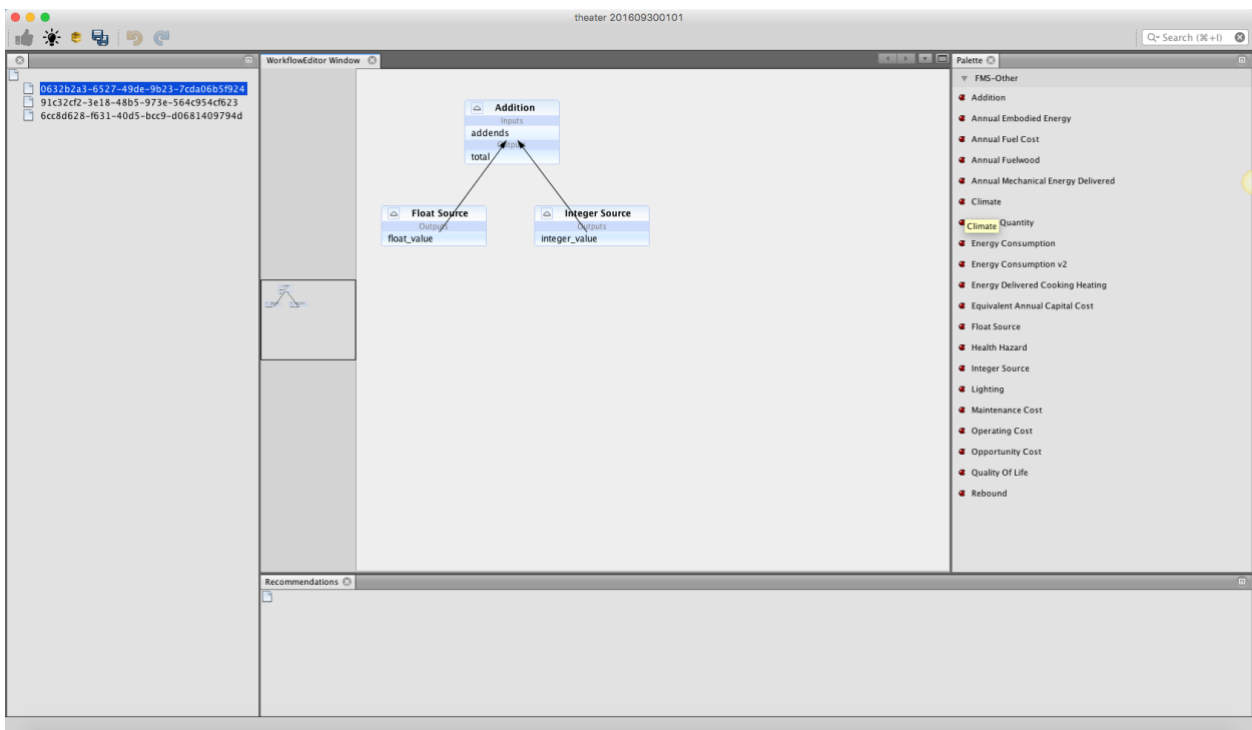 theater 201609300101
Search (⌘+I)
0632b2a3-6527-49de-9b23-7cda06b5f924
91c32cf2-3e18-48b5-973e-564c954cf623
6cc8d628-f631-40d5-bcc9-d0681409794d
WorkflowEditor Window
Addition
Inputs
addends
Outputs
total
Float Source
Outputs
float_value
Integer Source
Outputs
integer_value
Palette
FMS-Other
Addition
Annual Embodied Energy
Annual Fuel Cost
Annual Fuelwood
Annual Mechanical Energy Delivered
Climate
Climate Quantity
Energy Consumption
Energy Consumption v2
Energy Delivered Cooking Heating
Equivalent Annual Capital Cost
Float Source
Health Hazard
Integer Source
Lighting
Maintenance Cost
Operating Cost
Opportunity Cost
Quality Of Life
Rebound
Recommendations